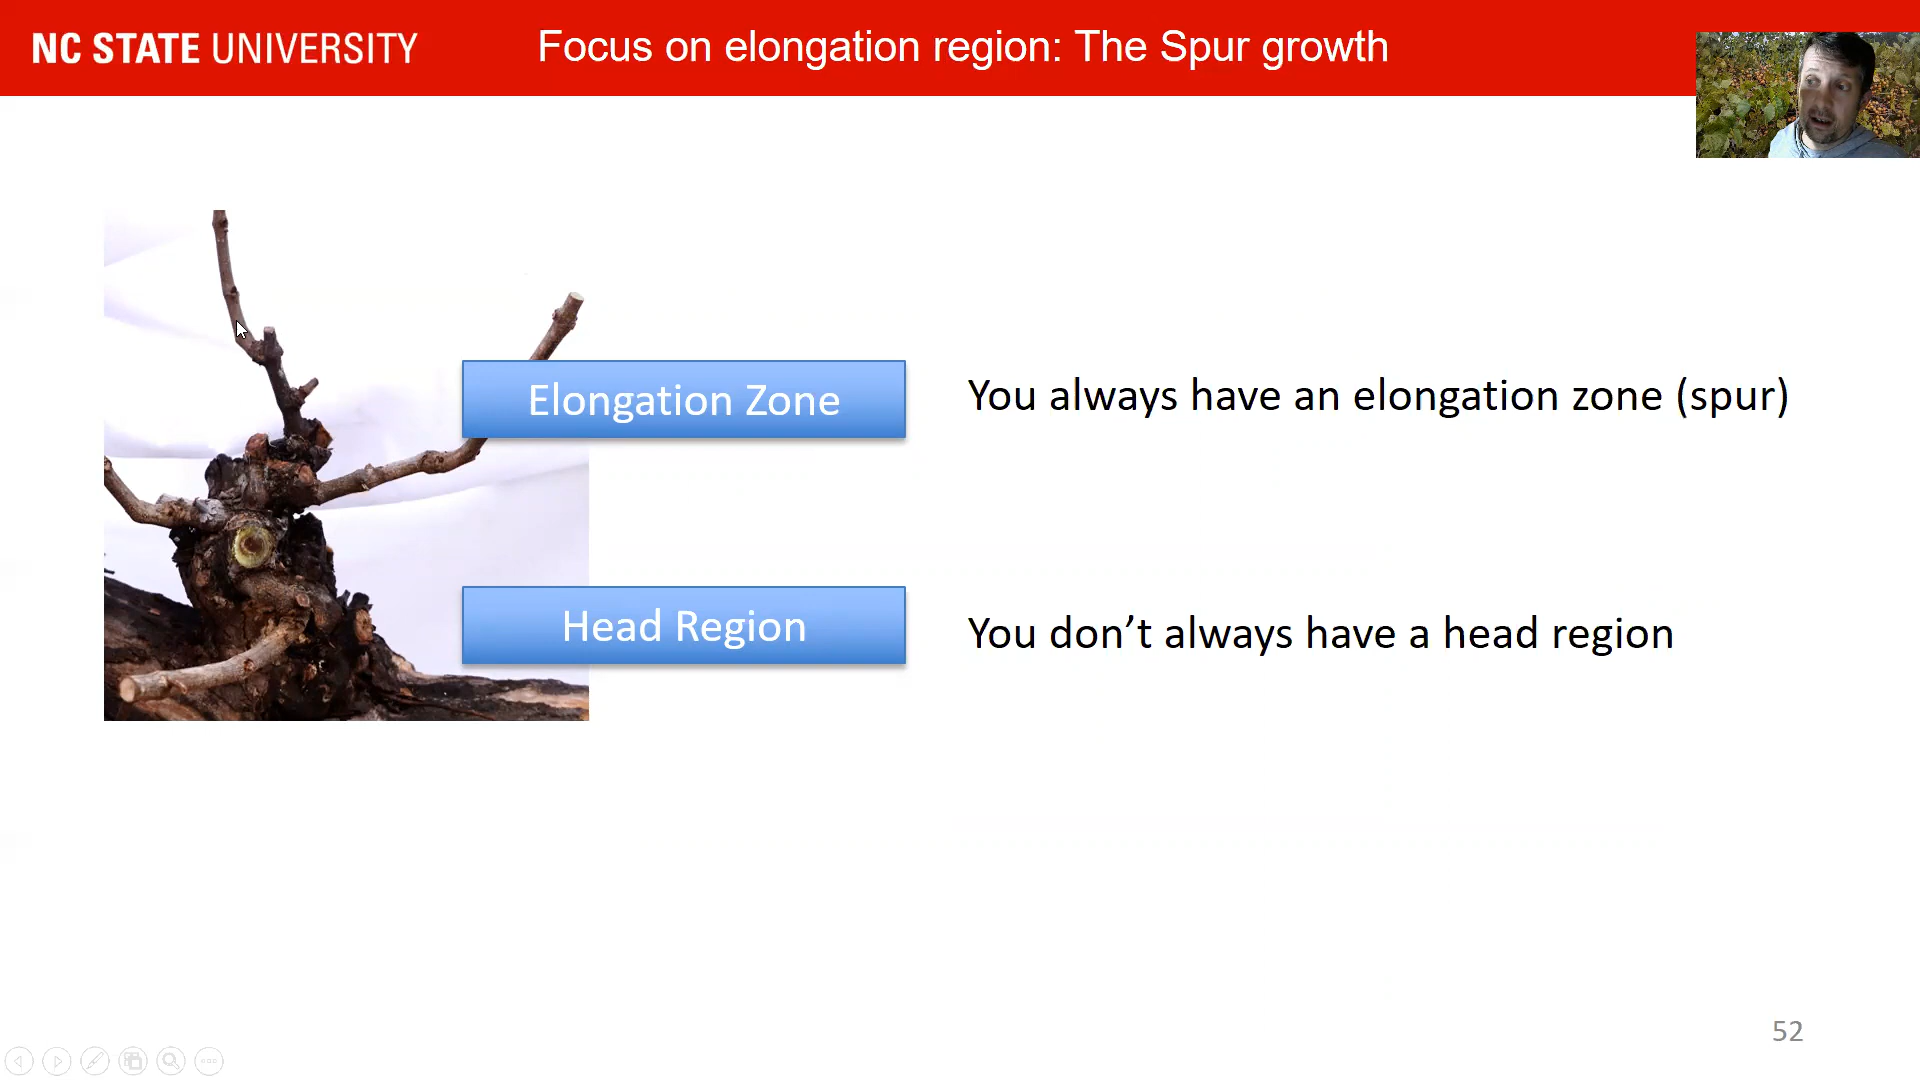 NC STATE UNIVERSITY
Focus on elongation region: The Spur growth
Elongation Zone
You always have an elongation zone (spur)
Head Region
You don’t always have a head region
52